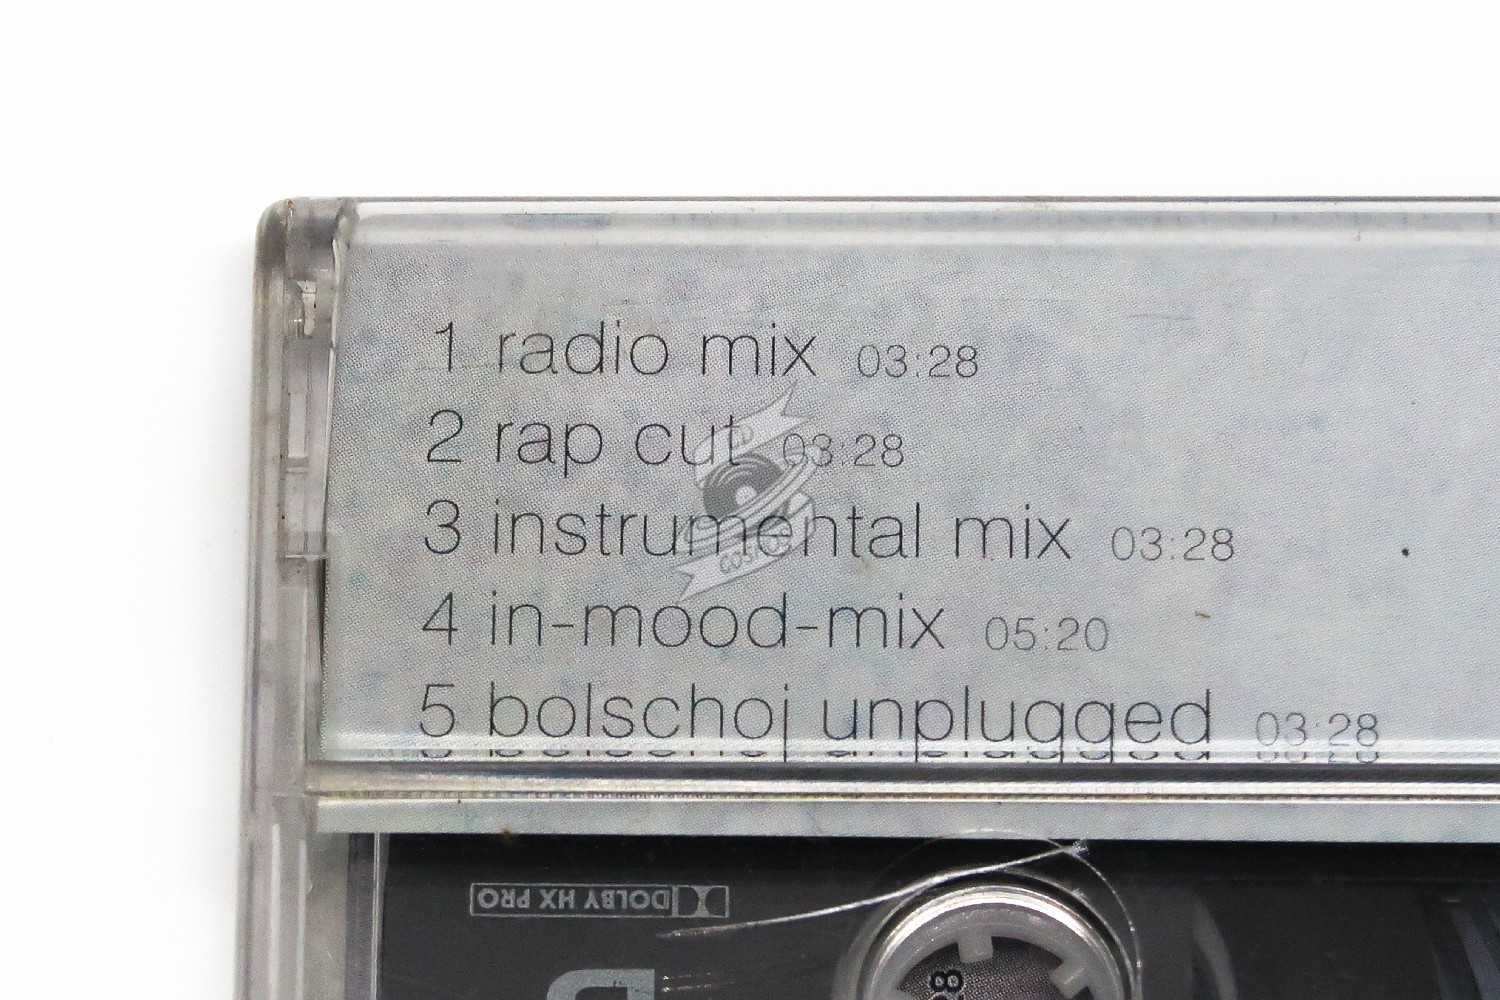 1 radio mix 03:28
2 rap cut 03:28
3 instrumental mix 03:28
4 in-mood-mix 05:20
5 bolschoj unplugged 03:28
DOLBY HX PRO